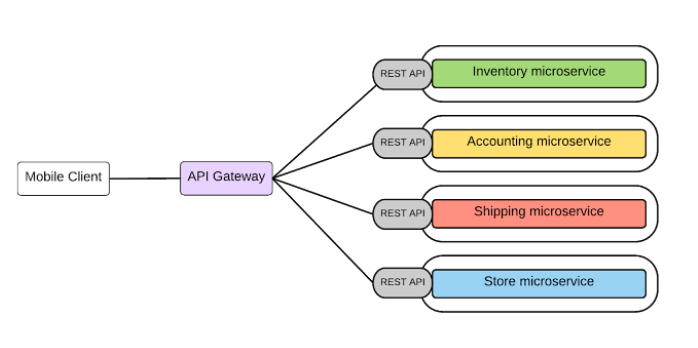 Mobile Client
API Gateway
REST API
Inventory microservice
REST API
Accounting microservice
REST API
Shipping microservice
REST API
Store microservice